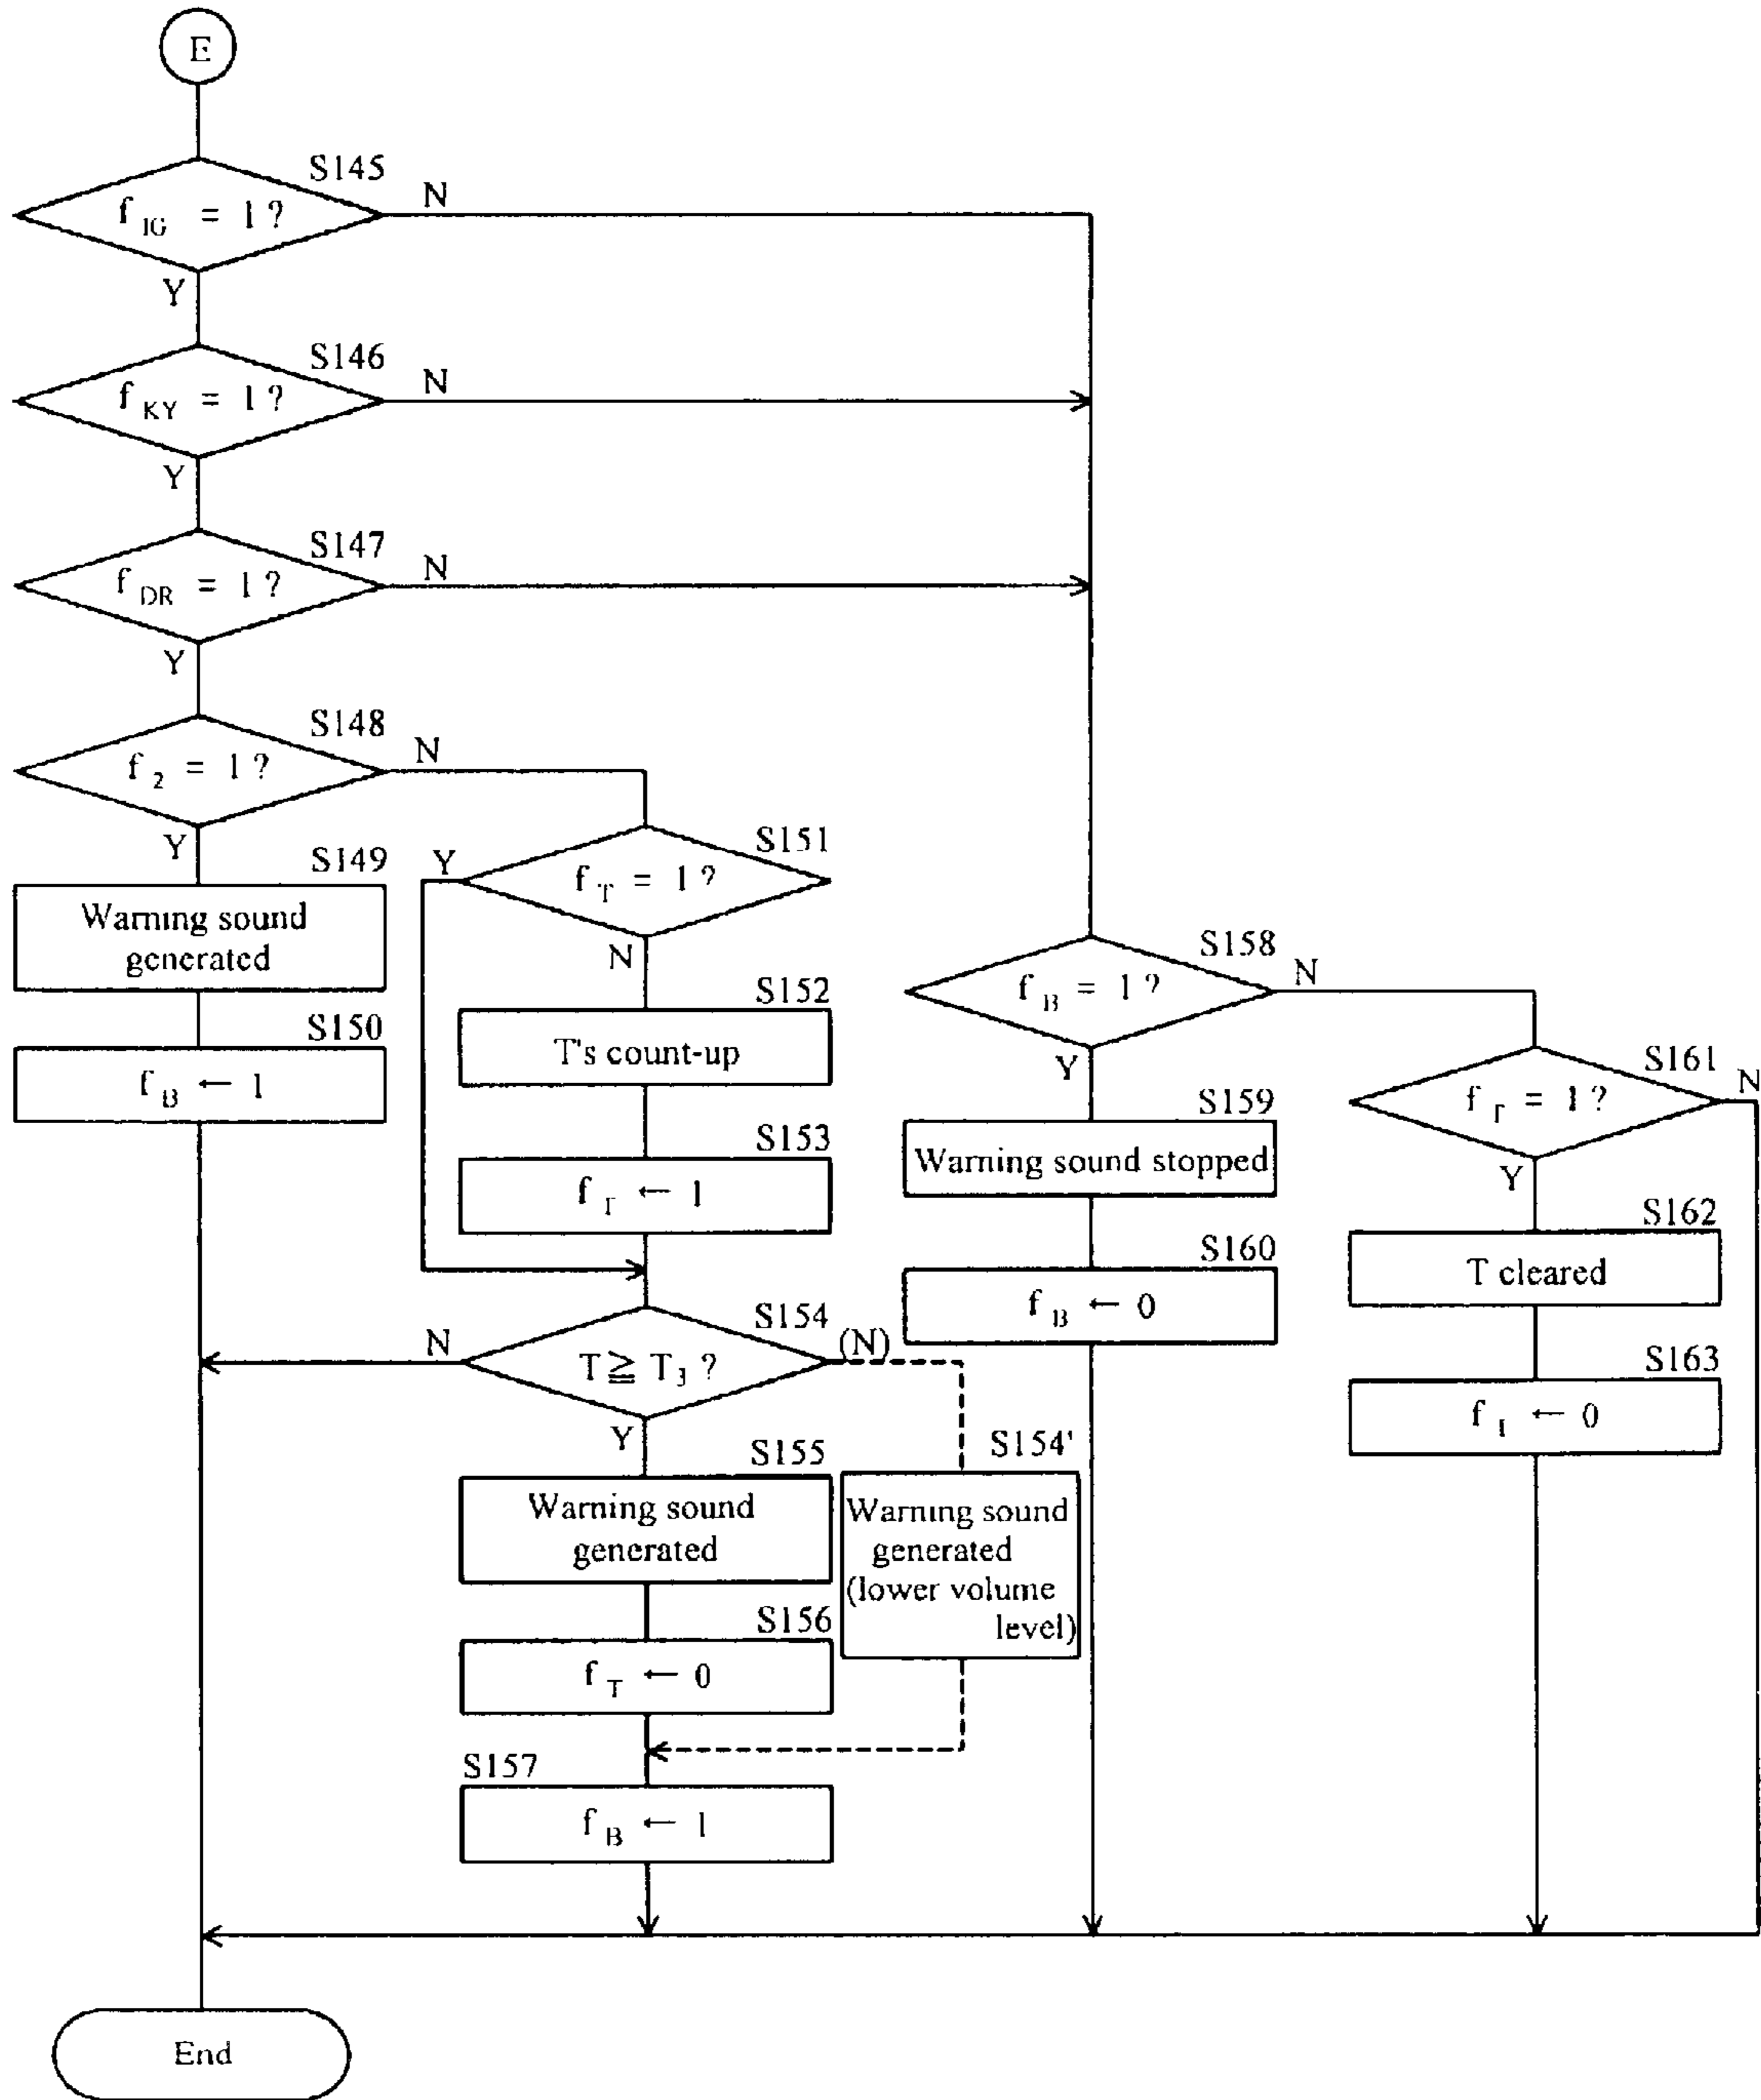 E
S145
f IG = 1 ?
N
Y
S146
f KY = 1 ?
N
Y
S147
f DR = 1 ?
N
Y
S148
f 2 = 1 ?
N
Y
S149
Warning sound
generated
S150
f B ← 1
S151
Y
f T = 1 ?
N
S152
T's count-up
S153
f T ← 1
S154
N
T ≧ T 3 ?
(N)
Y
S155
Warning sound
generated
S154'
Warning sound
generated
(lower volume
level)
S156
f T ← 0
S157
f B ← 1
S158
f B = 1 ?
N
Y
S159
Warning sound stopped
S160
f B ← 0
S161
f T = 1 ?
N
Y
S162
T cleared
S163
f T ← 0
End